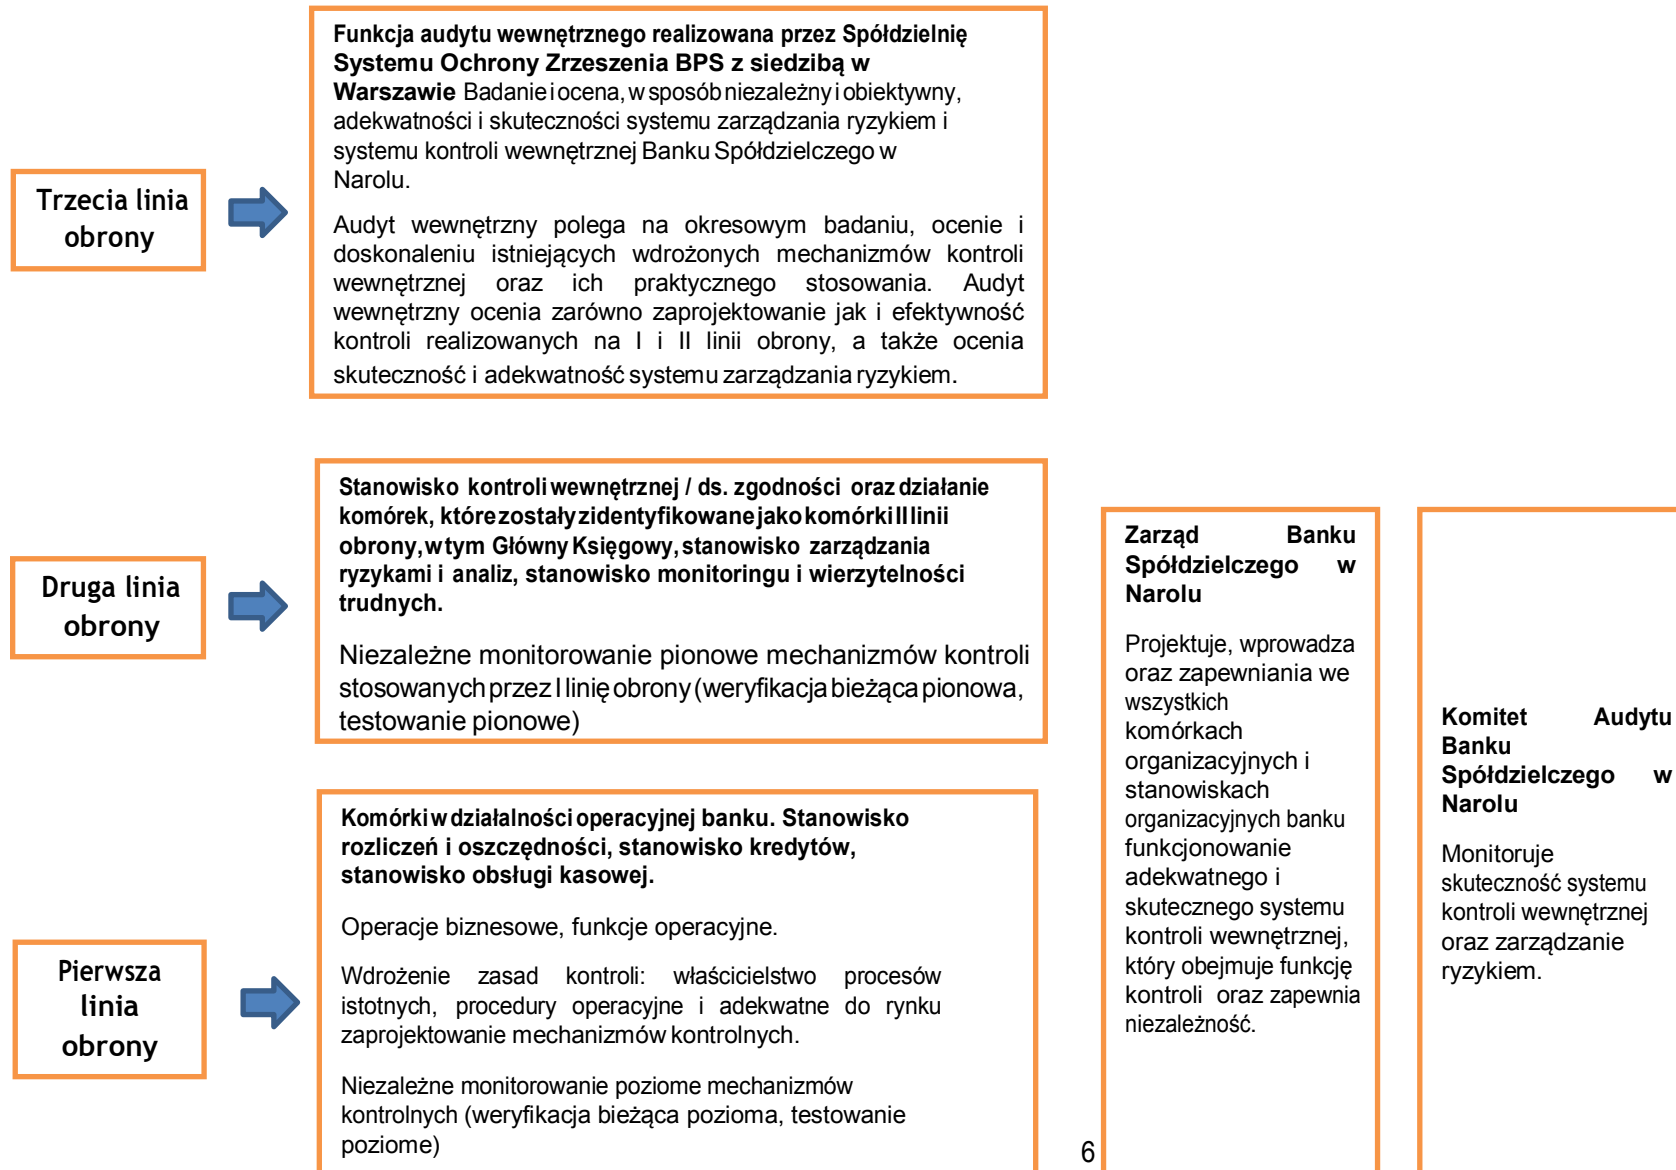 Funkcja audytu wewnętrznego realizowana przez Spółdzielnię
Systemu Ochrony Zrzeszenia BPS z siedzibą w
Warszawie Badanie i ocena, w sposób niezależny i obiektywny,
adekwatności i skuteczności systemu zarządzania ryzykiem i
systemu kontroli wewnętrznej Banku Spółdzielczego w
Narolu.
Audyt wewnętrzny polega na okresowym badaniu, ocenie i
doskonaleniu istniejących wdrożonych mechanizmów kontroli
wewnętrznej oraz ich praktycznego stosowania. Audyt
wewnętrzny ocenia zarówno zaprojektowanie jak i efektywność
kontroli realizowanych na I i II linii obrony, a także ocenia
skuteczność i adekwatność systemu zarządzania ryzykiem.
Trzecia linia
obrony
Stanowisko kontroli wewnętrznej / ds. zgodności oraz działanie
komórek, które zostały zidentyfikowane jako komórki II linii
obrony, w tym Główny Księgowy, stanowisko zarządzania
ryzykami i analiz, stanowisko monitoringu i wierzytelności
trudnych.
Niezależne monitorowanie pionowe mechanizmów kontroli
stosowanych przez I linię obrony (weryfikacja bieżąca pionowa,
testowanie pionowe)
Druga linia
obrony
Komórki w działalności operacyjnej banku. Stanowisko
rozliczeń i oszczędności, stanowisko kredytów,
stanowisko obsługi kasowej.
Operacje biznesowe, funkcje operacyjne.
Wdrożenie zasad kontroli: właścicielstwo procesów
istotnych, procedury operacyjne i adekwatne do rynku
zaprojektowanie mechanizmów kontrolnych.
Niezależne monitorowanie poziome mechanizmów
kontrolnych (weryfikacja bieżąca pozioma, testowanie
poziome)
Pierwsza
linia
obrony
Zarząd Banku
Spółdzielczego w
Narolu
Projektuje, wprowadza
oraz zapewniania we
wszystkich
komórkach
organizacyjnych i
stanowiskach
organizacyjnych banku
funkcjonowanie
adekwatnego i
skutecznego systemu
kontroli wewnętrznej,
który obejmuje funkcję
kontroli oraz zapewnia
niezależność.
Komitet Audytu
Banku
Spółdzielczego w
Narolu
Monitoruje
skuteczność systemu
kontroli wewnętrznej
oraz zarządzanie
ryzykiem.
6